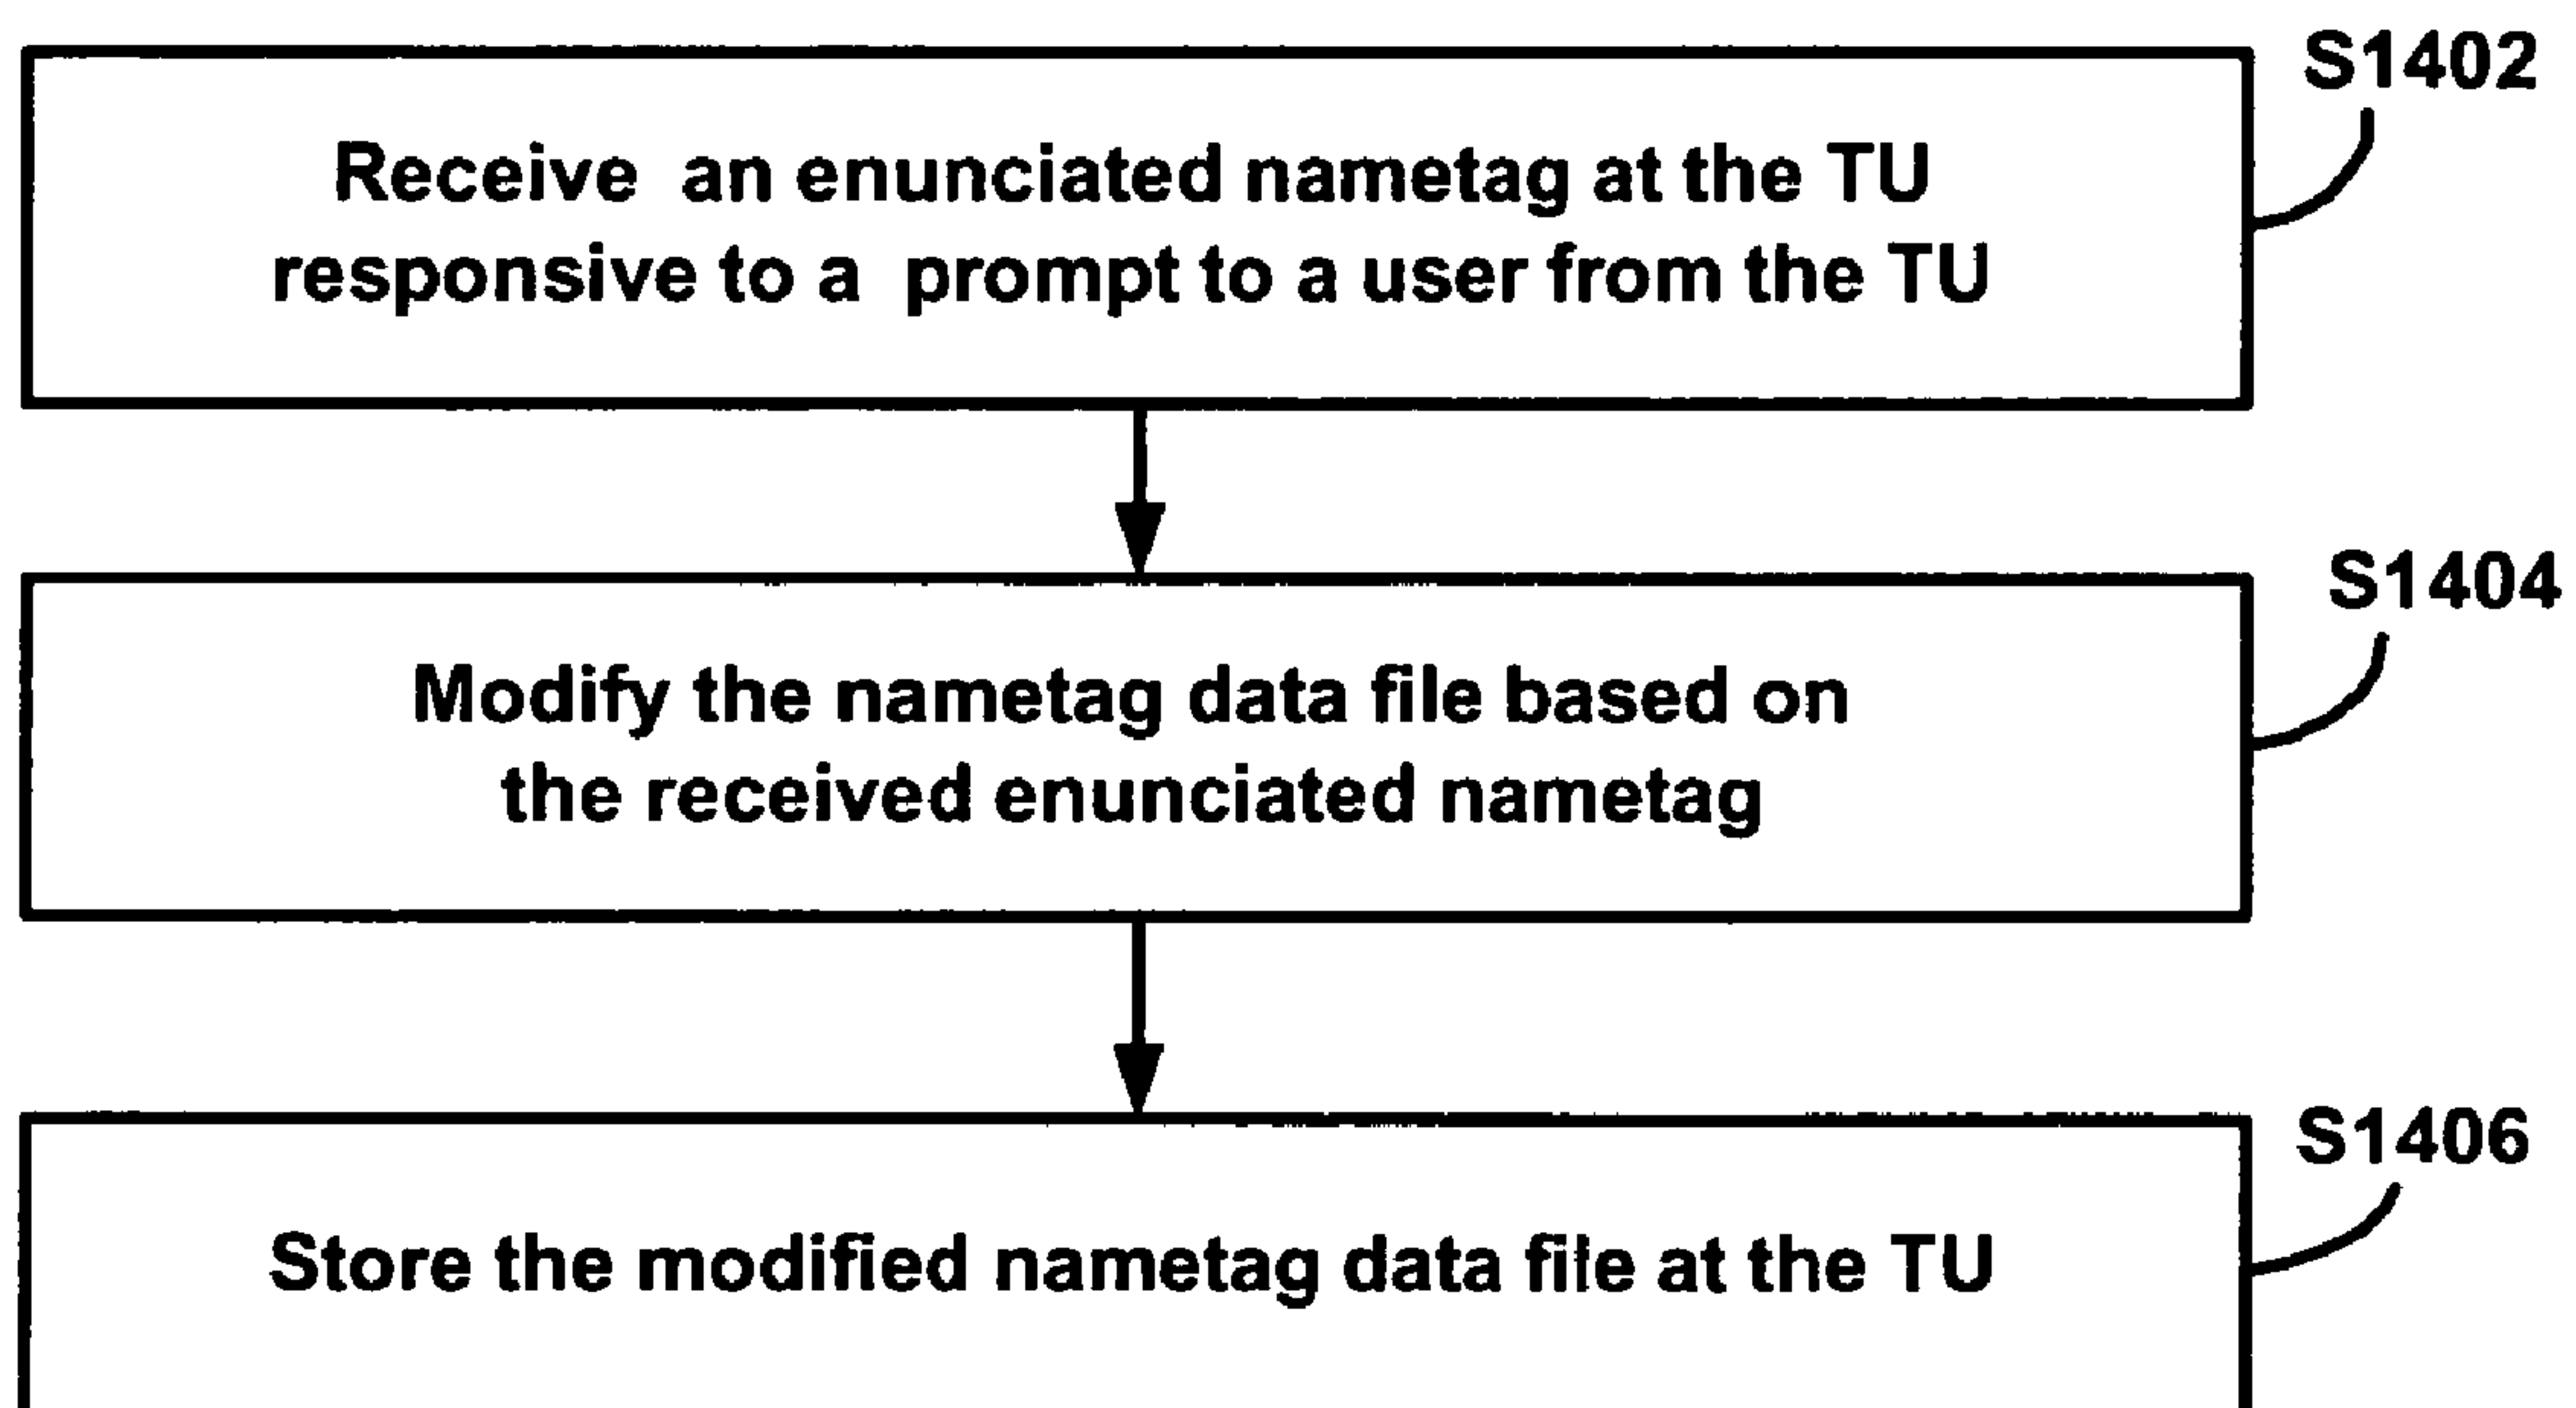 S1402
Receive an enunciated nametag at the TU
responsive to a prompt to a user from the TU
S1404
Modify the nametag data file based on
the received enunciated nametag
S1406
Store the modified nametag data file at the TU